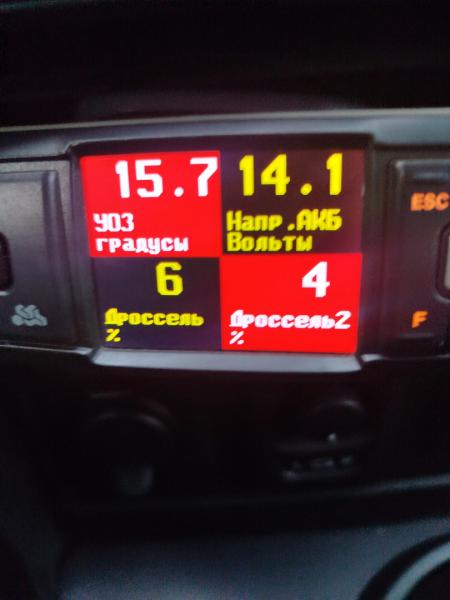 15.7
УОЗ
градусы
14.1
Напр.АКБ
Вольты
ESC
6
Дроссель
%
4
Дроссель2
%
F